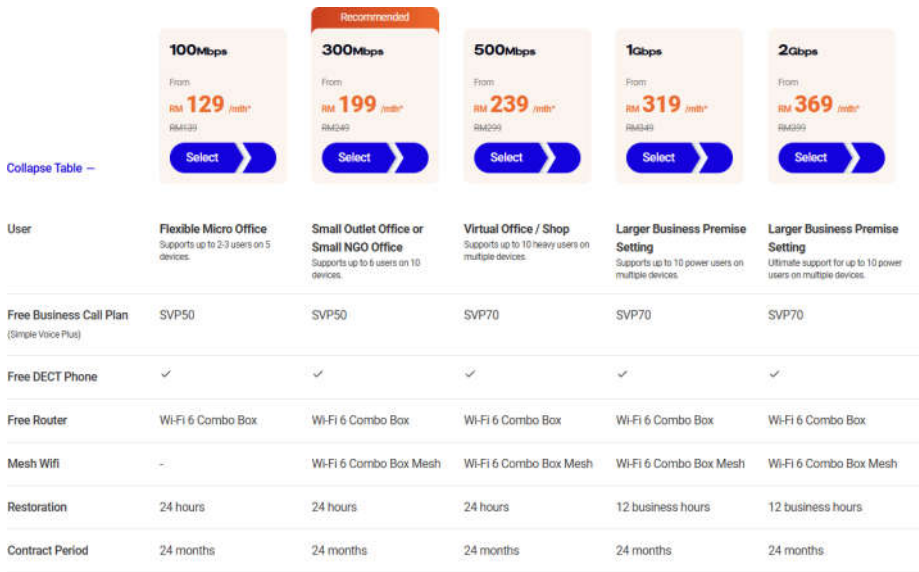 Recommended
100Mbps
300Mbps
500Mbps
1Gbps
2Gbps
From
From
From
From
From
RM 129 /mth*
RM 199 /mth*
RM 239 /mth*
RM 319 /mth*
RM 369 /mth*
RM139
RM249
RM299
RM349
RM399
Select
Select
Select
Select
Select
Collapse Table –
User
Flexible Micro Office
Supports up to 2-3 users on 5
devices.
Small Outlet Office or
Small NGO Office
Supports up to 6 users on 10
devices.
Virtual Office / Shop
Supports up to 10 heavy users on
multiple devices.
Larger Business Premise
Setting
Supports up to 10 power users on
multiple devices.
Larger Business Premise
Setting
Ultimate support for up to 10 power
users on multiple devices.
Free Business Call Plan
(Simple Voice Plus)
SVP50
SVP50
SVP70
SVP70
SVP70
Free DECT Phone
✓
✓
✓
✓
✓
Free Router
Wi-Fi 6 Combo Box
Wi-Fi 6 Combo Box
Wi-Fi 6 Combo Box
Wi-Fi 6 Combo Box
Wi-Fi 6 Combo Box
Mesh Wifi
-
Wi-Fi 6 Combo Box Mesh
Wi-Fi 6 Combo Box Mesh
Wi-Fi 6 Combo Box Mesh
Wi-Fi 6 Combo Box Mesh
Restoration
24 hours
24 hours
24 hours
12 business hours
12 business hours
Contract Period
24 months
24 months
24 months
24 months
24 months